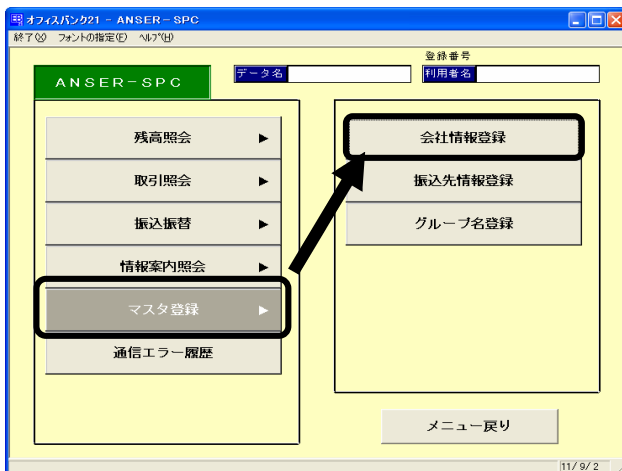 オフィスバンク21 - ANSER-SPC
終了(X) フォントの指定(F) ヘルプ(H)
登録番号
ANSER-SPC
データ名
利用者名
残高照会 ▶
取引照会 ▶
振込振替 ▶
情報案内照会 ▶
マスタ登録 ▶
通信エラー履歴
会社情報登録
振込先情報登録
グループ名登録
メニュー戻り
11/ 9/ 2